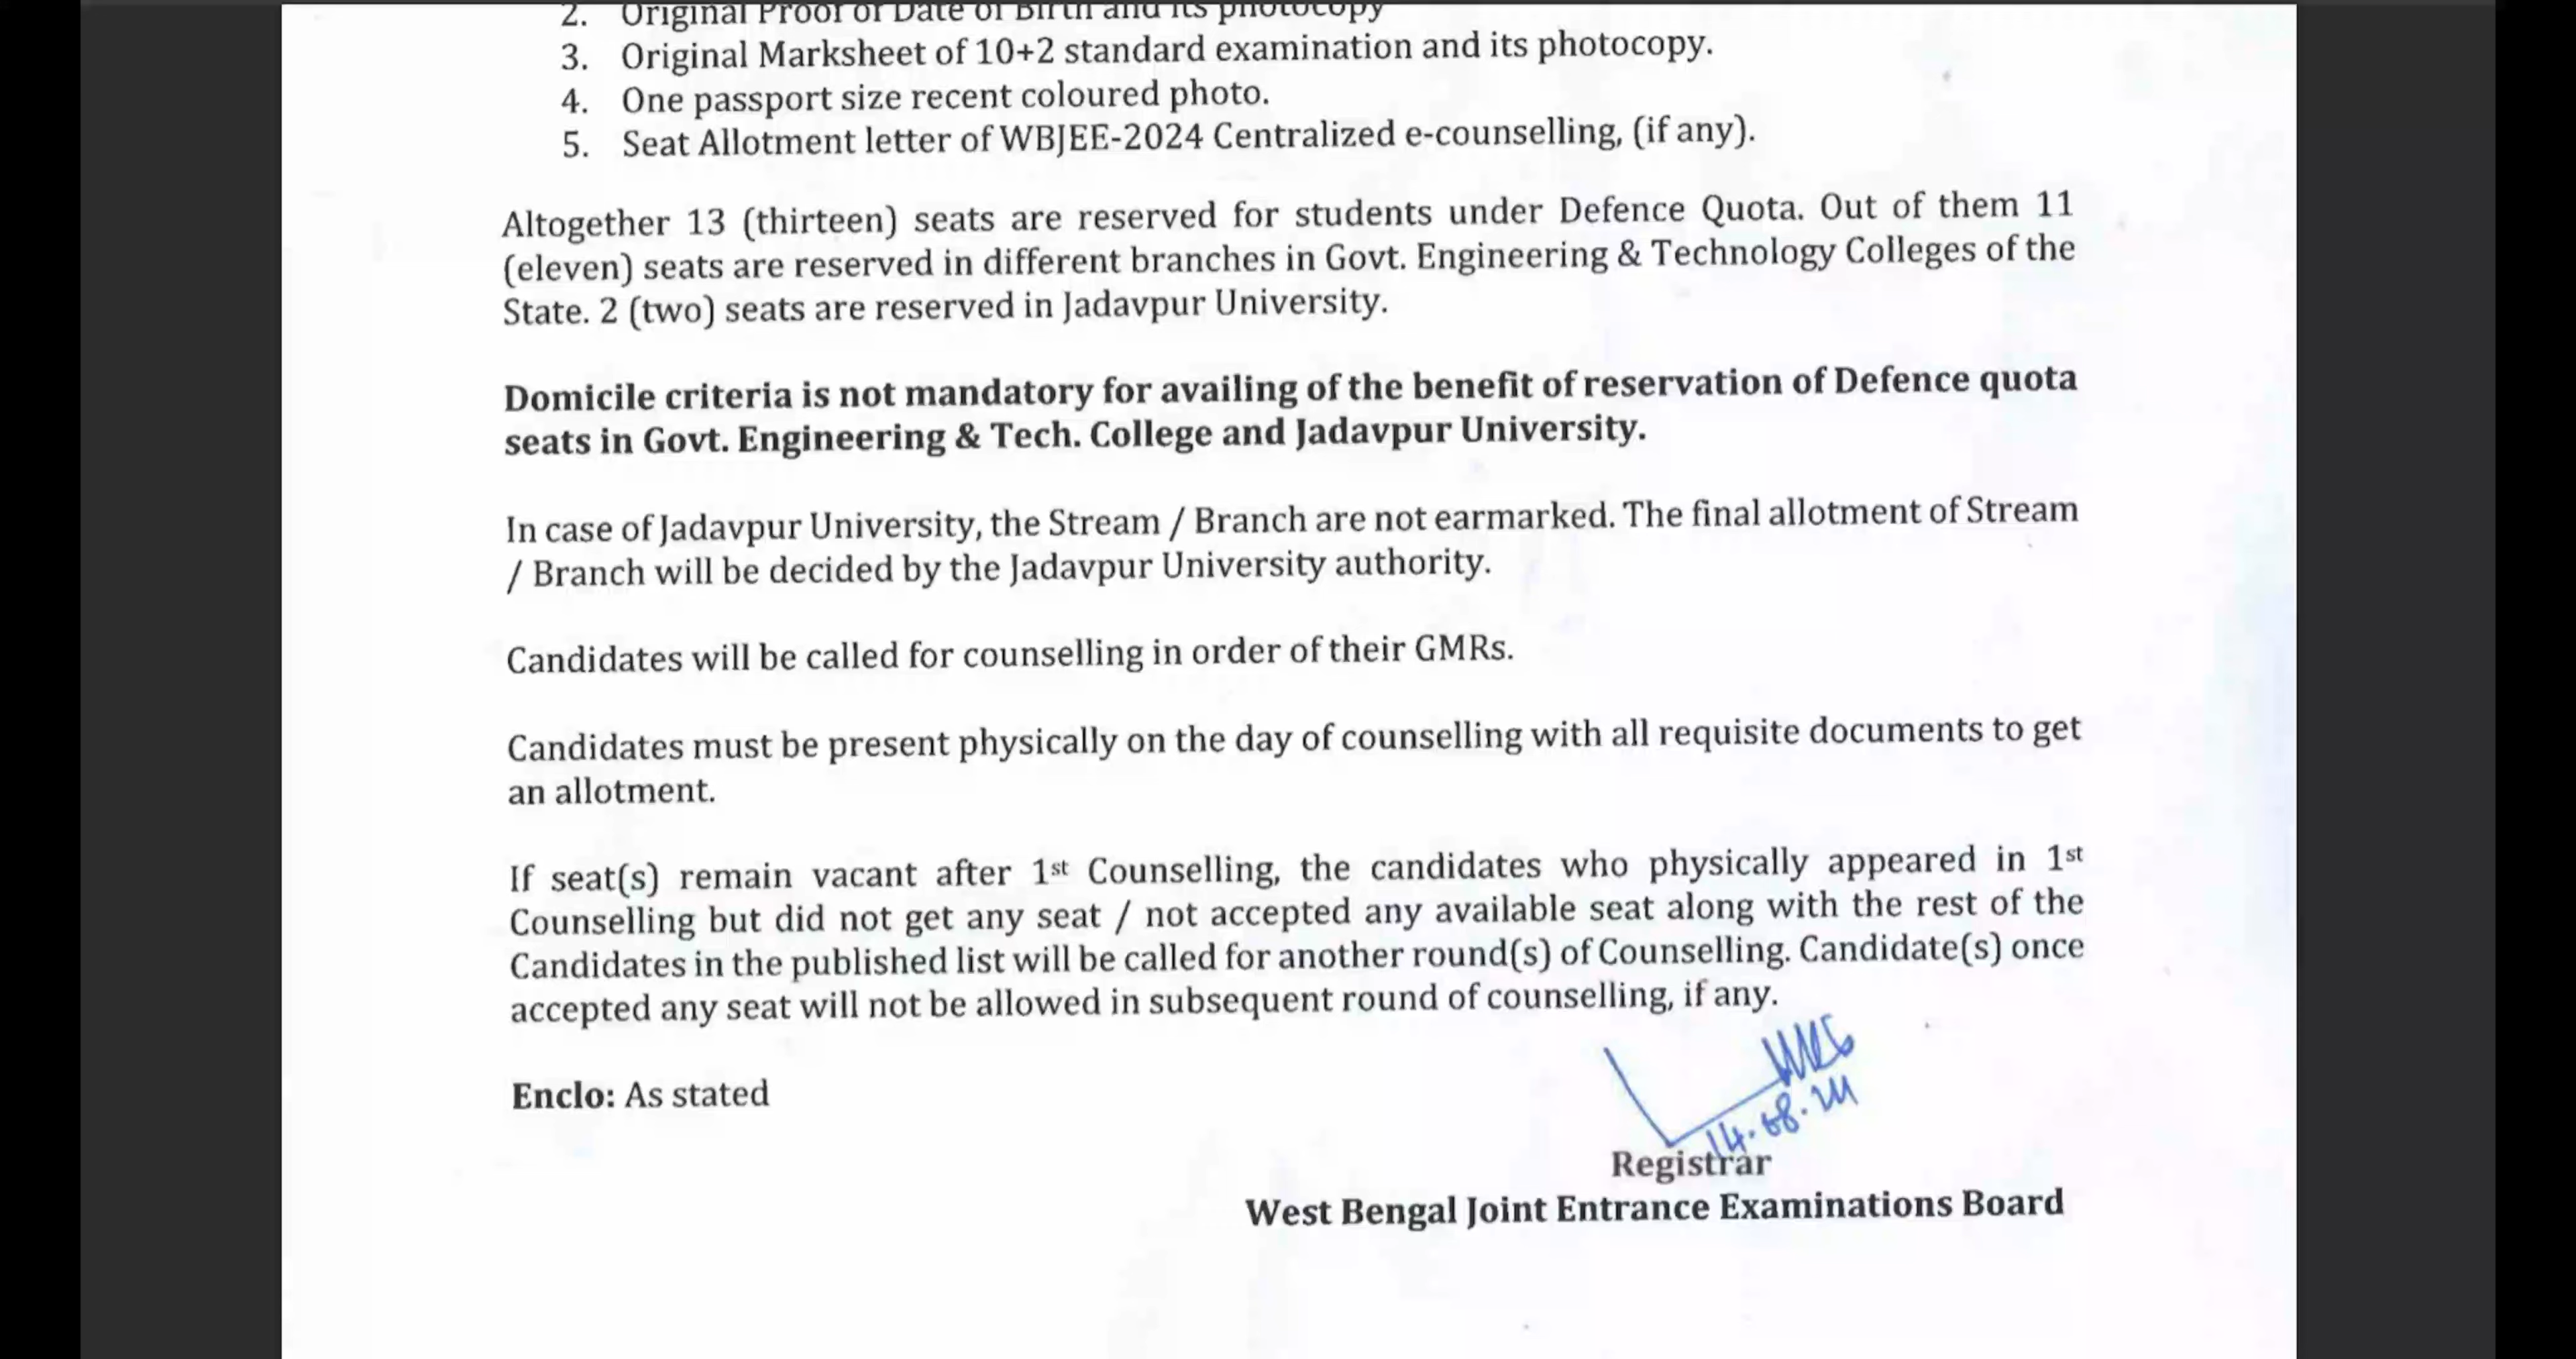 2. Original Proof of Date of Birth and its photocopy
3. Original Marksheet of 10+2 standard examination and its photocopy.
4. One passport size recent coloured photo.
5. Seat Allotment letter of WBJEE-2024 Centralized e-counselling, (if any).
Altogether 13 (thirteen) seats are reserved for students under Defence Quota. Out of them 11
(eleven) seats are reserved in different branches in Govt. Engineering & Technology Colleges of the
State. 2 (two) seats are reserved in Jadavpur University.
Domicile criteria is not mandatory for availing of the benefit of reservation of Defence quota
seats in Govt. Engineering & Tech. College and Jadavpur University.
In case of Jadavpur University, the Stream / Branch are not earmarked. The final allotment of Stream
/ Branch will be decided by the Jadavpur University authority.
Candidates will be called for counselling in order of their GMRs.
Candidates must be present physically on the day of counselling with all requisite documents to get
an allotment.
If seat(s) remain vacant after 1st Counselling, the candidates who physically appeared in 1st
Counselling but did not get any seat / not accepted any available seat along with the rest of the
Candidates in the published list will be called for another round(s) of Counselling. Candidate(s) once
accepted any seat will not be allowed in subsequent round of counselling, if any.
Enclo: As stated
14.08.24
Registrar
West Bengal Joint Entrance Examinations Board